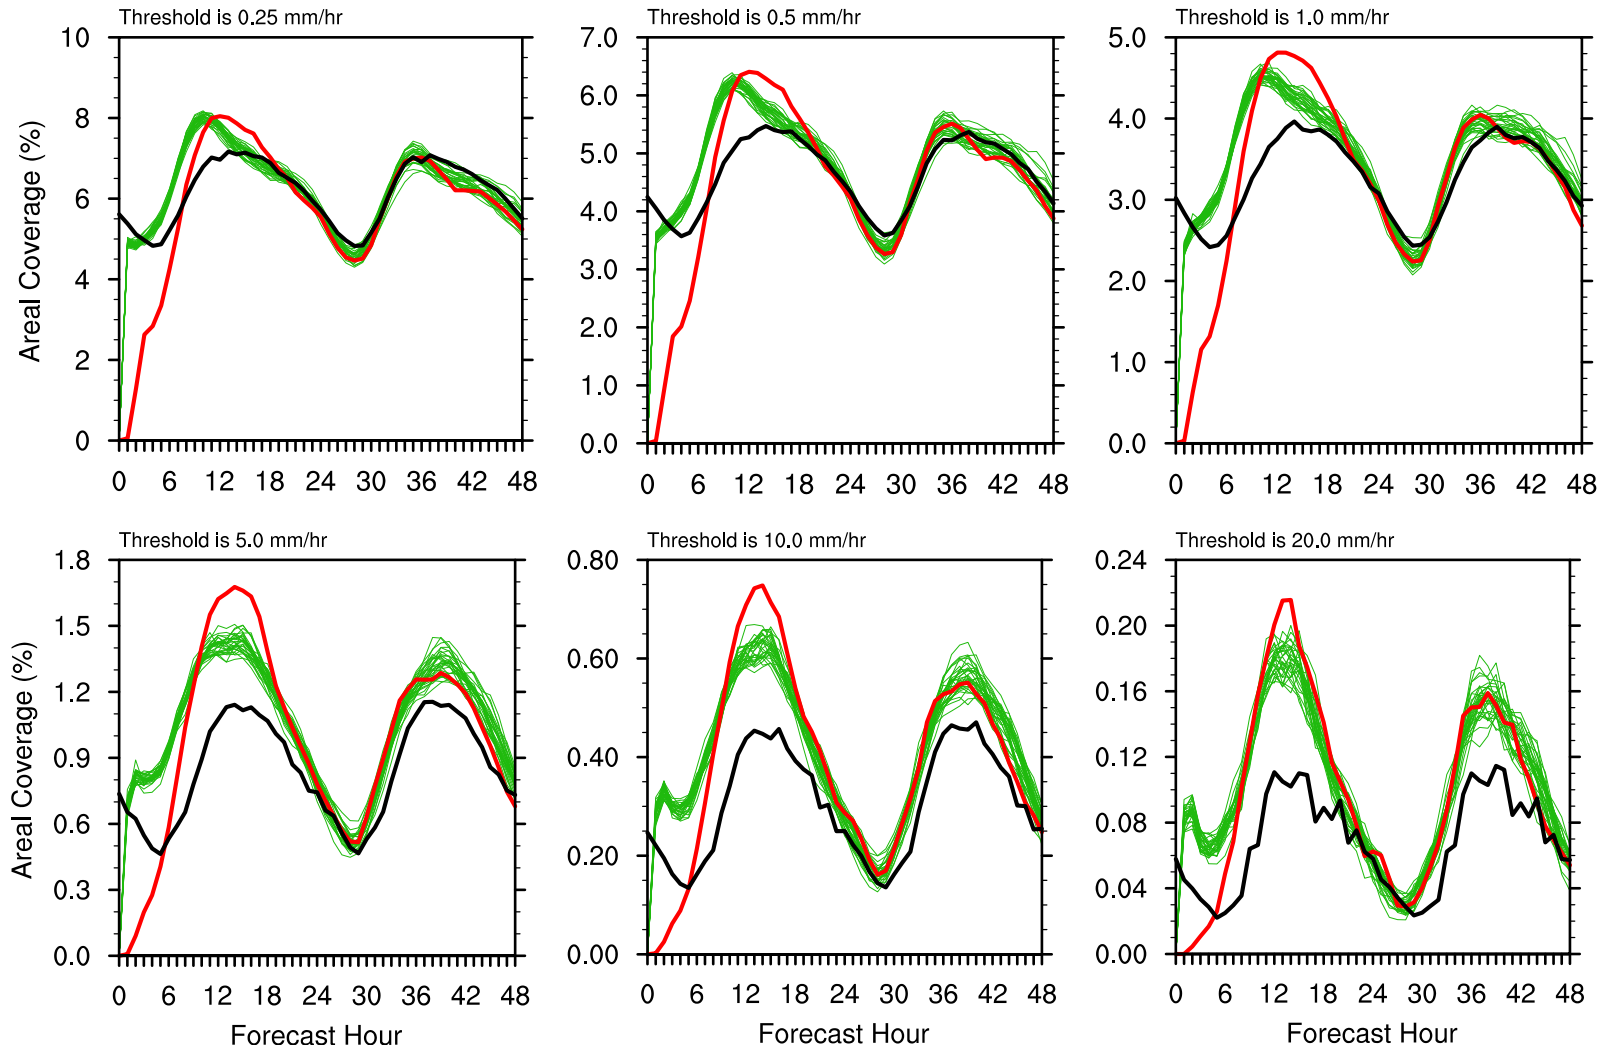 Threshold is 0.25 mm/hr
Threshold is 0.5 mm/hr
Threshold is 1.0 mm/hr
Areal Coverage (%)
10
8
6
4
2
0
7.0
6.0
5.0
4.0
3.0
2.0
1.0
0.0
5.0
4.0
3.0
2.0
1.0
0.0
0 6 12 18 24 30 36 42 48
0 6 12 18 24 30 36 42 48
0 6 12 18 24 30 36 42 48
Threshold is 5.0 mm/hr
Threshold is 10.0 mm/hr
Threshold is 20.0 mm/hr
Areal Coverage (%)
1.8
1.5
1.2
0.9
0.6
0.3
0.0
0.80
0.60
0.40
0.20
0.00
0.24
0.20
0.16
0.12
0.08
0.04
0.00
0 6 12 18 24 30 36 42 48
0 6 12 18 24 30 36 42 48
0 6 12 18 24 30 36 42 48
Forecast Hour
Forecast Hour
Forecast Hour